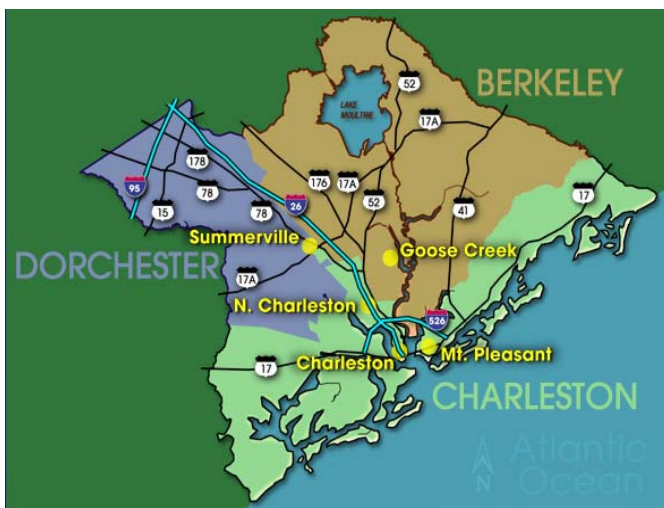 52
BERKELEY
LAKE
MOULTRIE
17A
178
176
17A
17
95
78
52
15
78
26
41
Summerville
Goose Creek
DORCHESTER
17A
N. Charleston
526
Charleston
Mt. Pleasant
17
CHARLESTON
N
Atlantic
Ocean